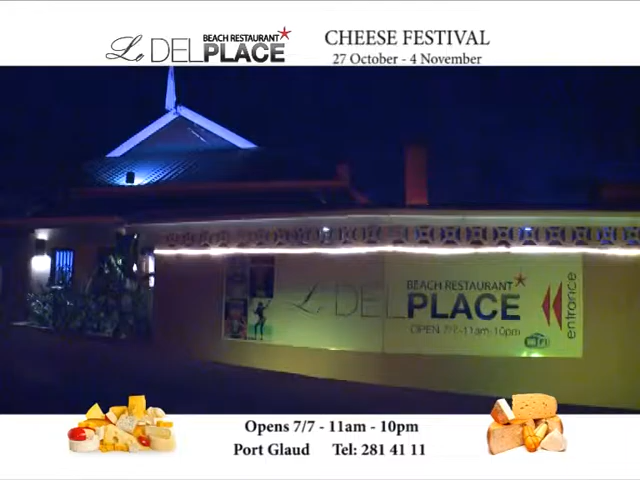 Le DELPLACE
BEACH RESTAURANT
CHEESE FESTIVAL
27 October - 4 November
Le DELPLACE
BEACH RESTAURANT
OPEN 7/7 - 11am - 10pm
WiFi
entrance
Opens 7/7 - 11am - 10pm
Port Glaud Tel: 281 41 11